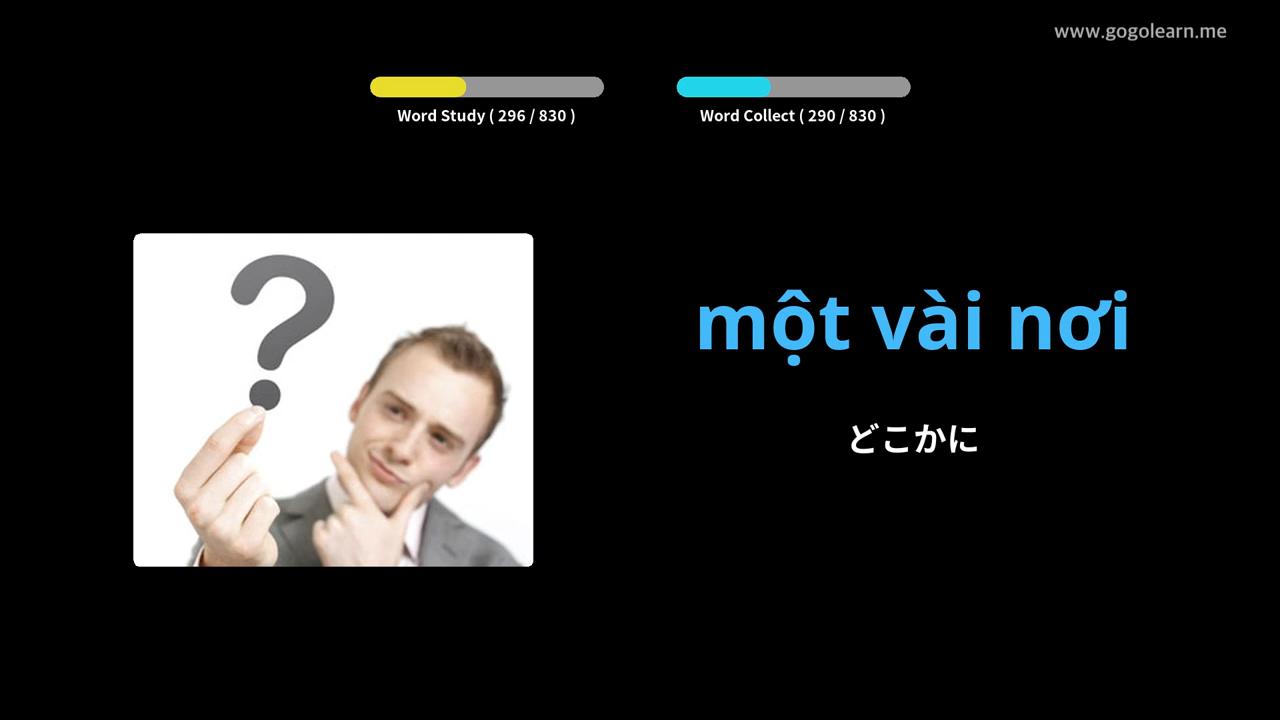 www.gogolearn.me
Word Study ( 296 / 830 )
Word Collect ( 290 / 830 )
một vài nơi
どこかに